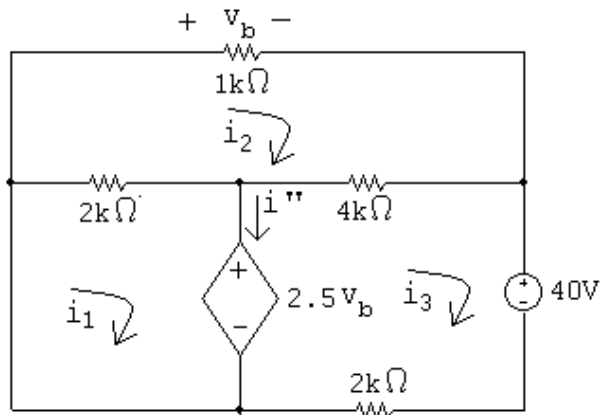 + v_b −
1kΩ
i_2
2kΩ
i"
4kΩ
+
−
2.5v_b
i_1
i_3
+
−
40V
2kΩ